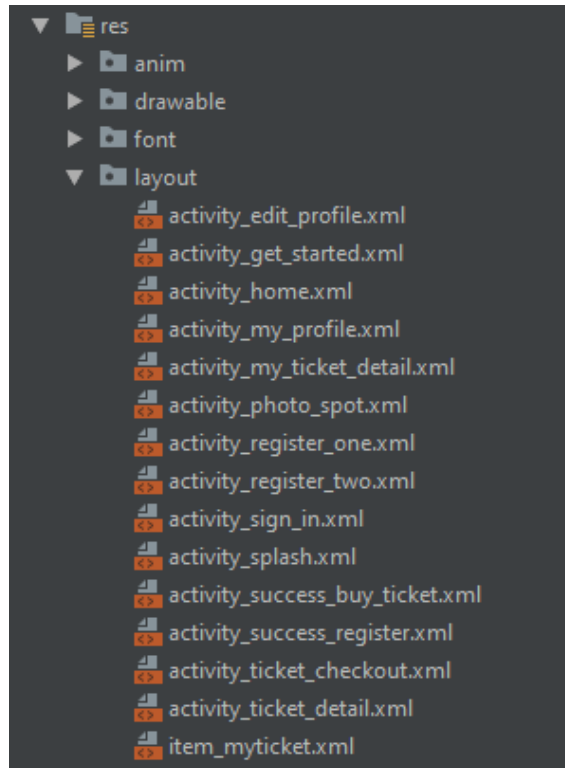 res
anim
drawable
font
layout
activity_edit_profile.xml
activity_get_started.xml
activity_home.xml
activity_my_profile.xml
activity_my_ticket_detail.xml
activity_photo_spot.xml
activity_register_one.xml
activity_register_two.xml
activity_sign_in.xml
activity_splash.xml
activity_success_buy_ticket.xml
activity_success_register.xml
activity_ticket_checkout.xml
activity_ticket_detail.xml
item_myticket.xml